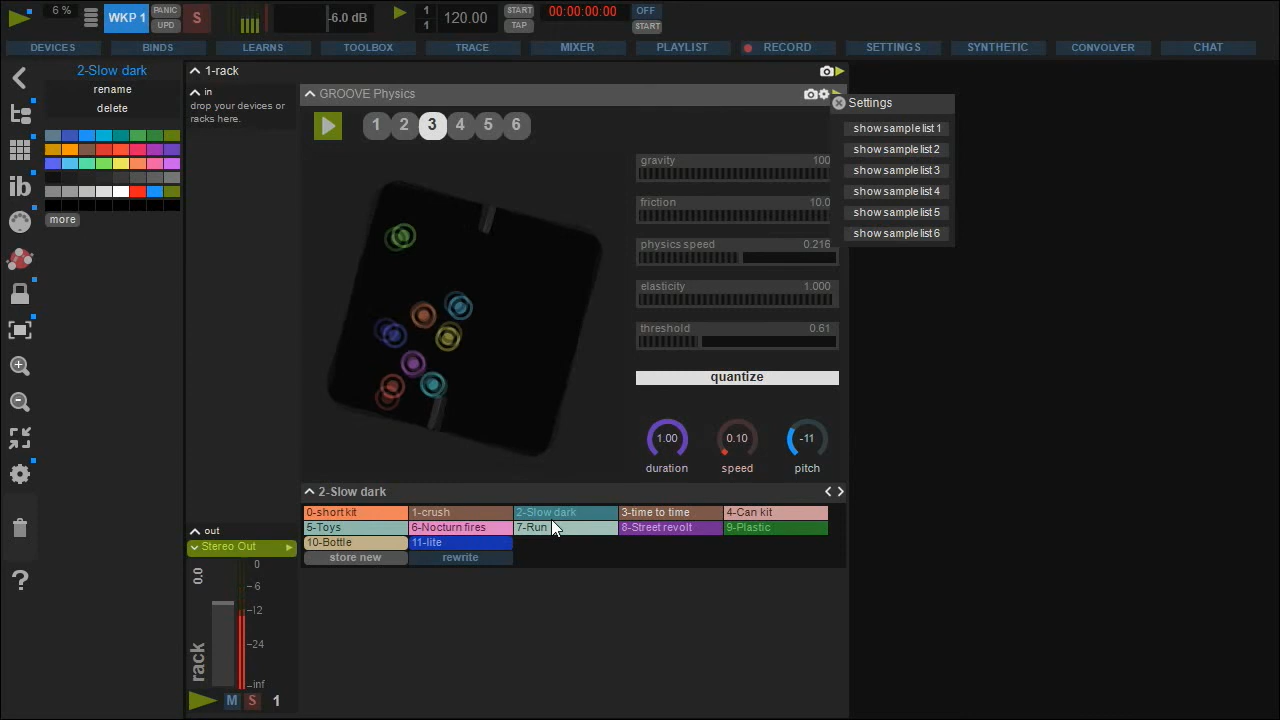 6 % WKP 1 PANIC UPD S -6.0 dB 1 1 120.00 START TAP 00:00:00:00 OFF START
DEVICES BINDS LEARNS TOOLBOX TRACE MIXER PLAYLIST RECORD SETTINGS SYNTHETIC CONVOLVER CHAT
2-Slow dark
rename
delete
more
ib
?
1-rack
in
drop your devices or
racks here.
GROOVE Physics
1 2 3 4 5 6
gravity 100
friction 10.0
physics speed 0.216
elasticity 1.000
threshold 0.61
quantize
1.00 0.10 -11
duration speed pitch
Settings
show sample list 1
show sample list 2
show sample list 3
show sample list 4
show sample list 5
show sample list 6
2-Slow dark
0-short kit 1-crush 2-Slow dark 3-time to time 4-Can kit
5-Toys 6-Nocturn fires 7-Run 8-Street revolt 9-Plastic
10-Bottle 11-lite
store new rewrite
out
Stereo Out
0.0
0
-6
-12
-24
-inf
rack
M S 1